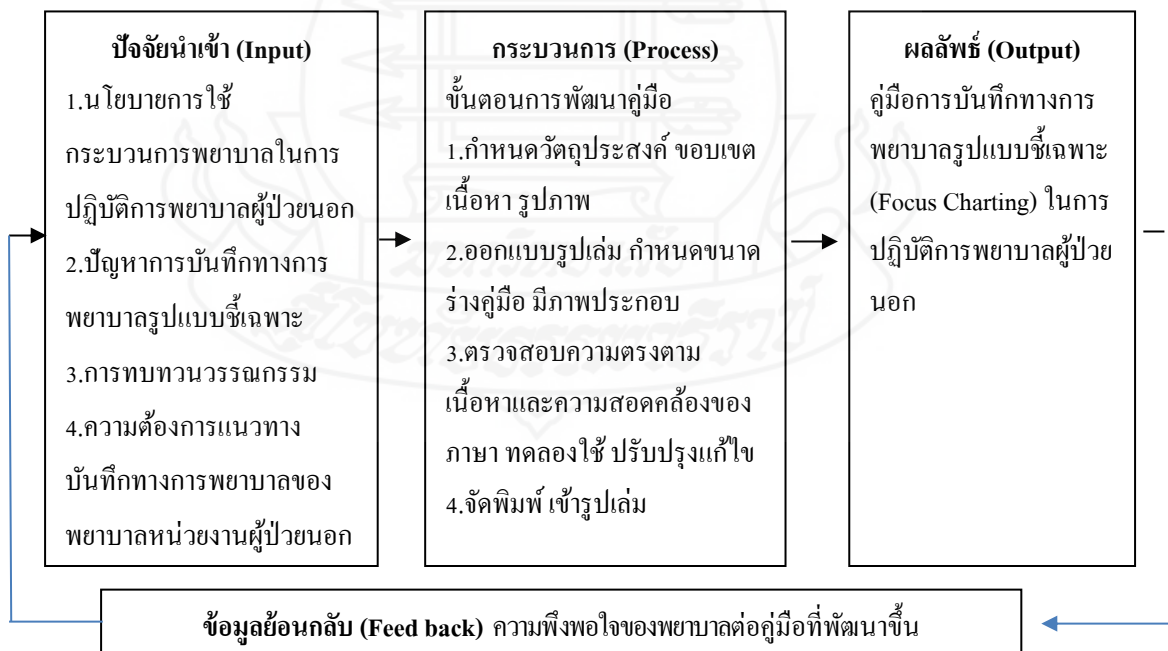 ปัจจัยนำเข้า (Input)
1.นโยบายการใช้
กระบวนการพยาบาลในการ
ปฏิบัติการพยาบาลผู้ป่วยนอก
2.ปัญหาการบันทึกทางการ
พยาบาลรูปแบบชี้เฉพาะ
3.การทบทวนวรรณกรรม
4.ความต้องการแนวทาง
บันทึกทางการพยาบาลของ
พยาบาลหน่วยงานผู้ป่วยนอก
กระบวนการ (Process)
ขั้นตอนการพัฒนาคู่มือ
1.กำหนดวัตถุประสงค์ ขอบเขต
เนื้อหา รูปภาพ
2.ออกแบบรูปเล่ม กำหนดขนาด
ร่างคู่มือ มีภาพประกอบ
3.ตรวจสอบความตรงตาม
เนื้อหาและความสอดคล้องของ
ภาษา ทดลองใช้ ปรับปรุงแก้ไข
4.จัดพิมพ์ เข้ารูปเล่ม
ผลลัพธ์ (Output)
คู่มือการบันทึกทางการ
พยาบาลรูปแบบชี้เฉพาะ
(Focus Charting) ในการ
ปฏิบัติการพยาบาลผู้ป่วย
นอก
ข้อมูลย้อนกลับ (Feed back) ความพึงพอใจของพยาบาลต่อคู่มือที่พัฒนาขึ้น